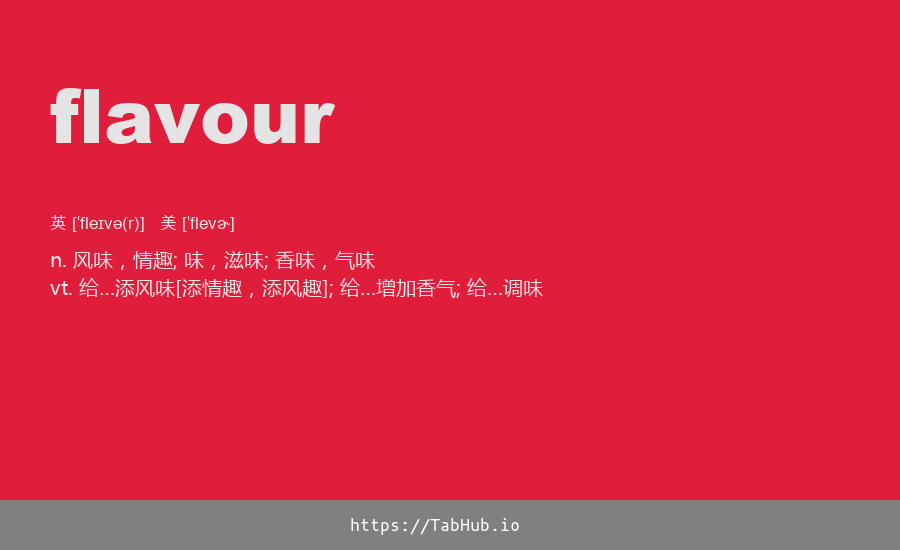 flavour
英 [ˈfleɪvə(r)] 美 [ˈflevɚ]
n. 风味，情趣; 味，滋味; 香味，气味
vt. 给…添风味[添情趣，添风趣]; 给…增加香气; 给…调味
https://TabHub.io